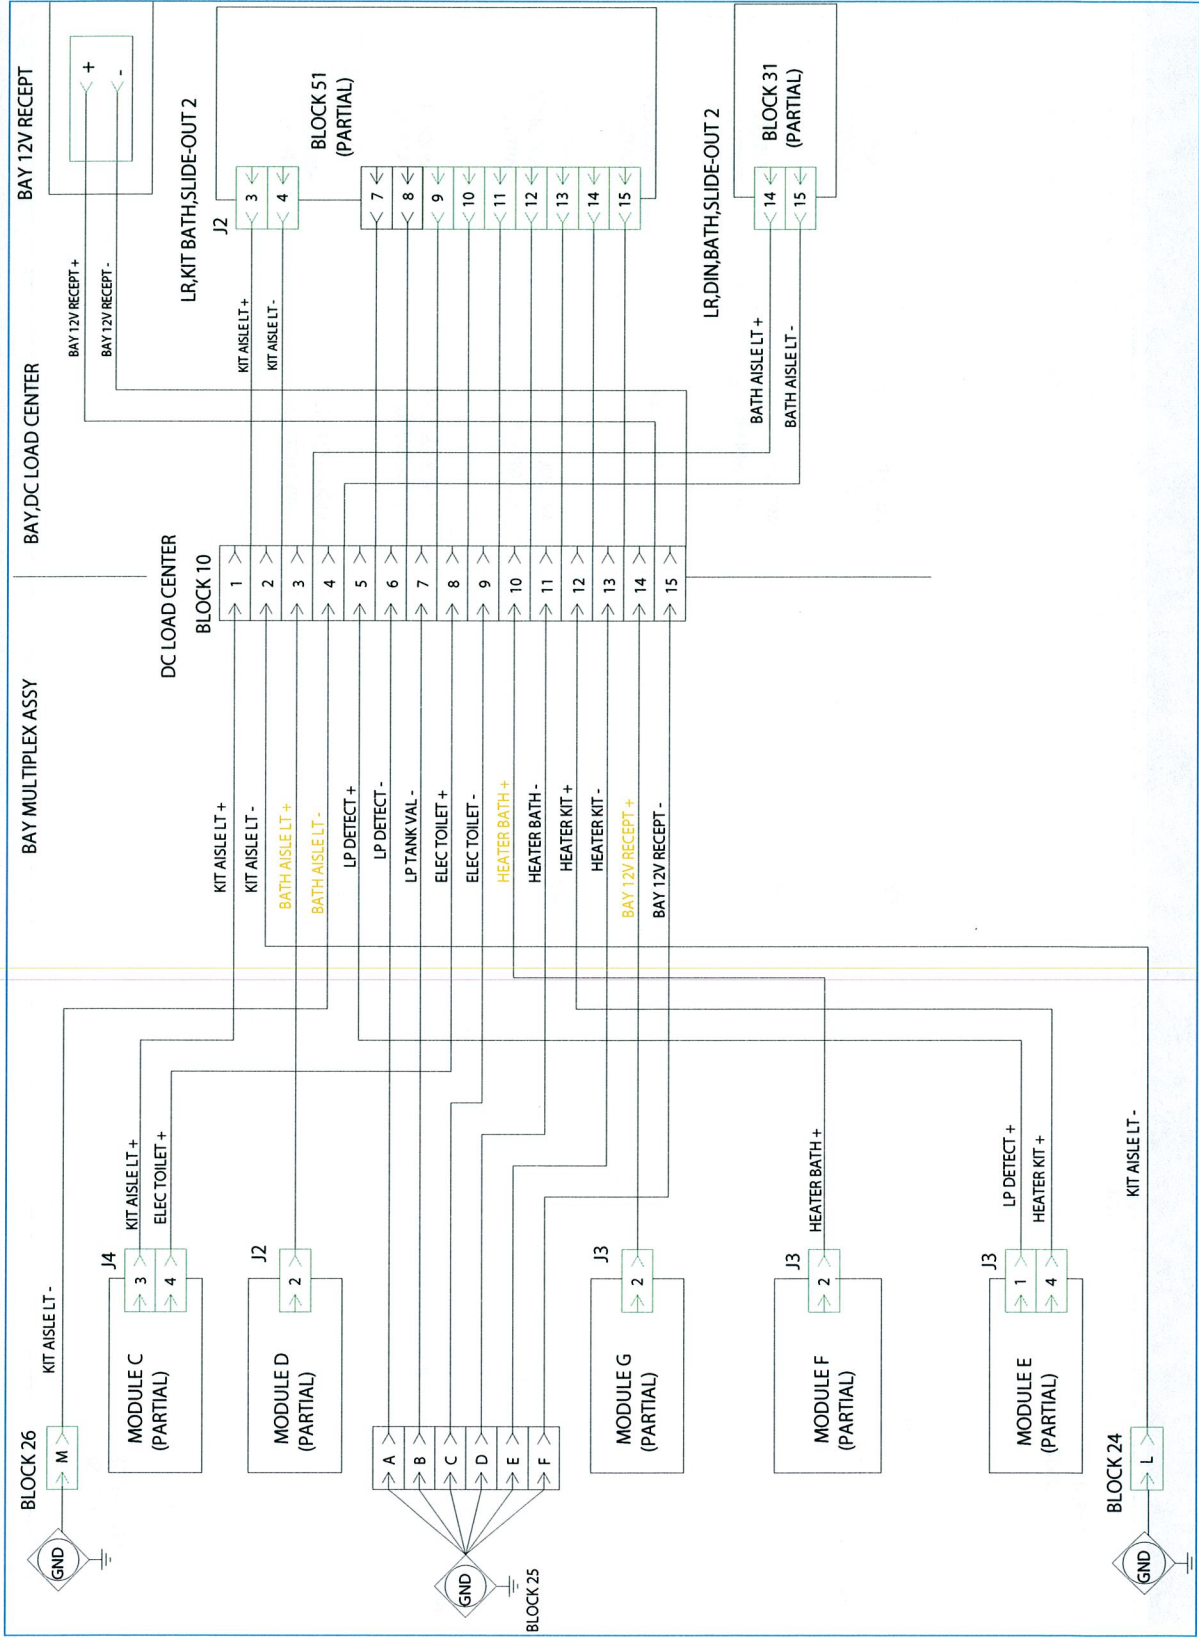 BAY MULTIPLEX ASSY
BAY,DC LOAD CENTER
BAY 12V RECEPT
BLOCK 26
GND
M
KIT AISLE LT -
MODULE C
(PARTIAL)
J4
3
4
KIT AISLE LT +
ELEC TOILET +
MODULE D
(PARTIAL)
J2
2
GND
BLOCK 25
A
B
C
D
E
F
MODULE G
(PARTIAL)
J3
2
MODULE F
(PARTIAL)
J3
2
HEATER BATH +
MODULE E
(PARTIAL)
J3
1
4
LP DETECT +
HEATER KIT +
BLOCK 24
GND
L
KIT AISLE LT -
KIT AISLE LT +
KIT AISLE LT -
BATH AISLE LT +
BATH AISLE LT -
LP DETECT +
LP DETECT -
LP TANK VAL -
ELEC TOILET +
ELEC TOILET -
HEATER BATH +
HEATER BATH -
HEATER KIT +
HEATER KIT -
BAY 12V RECEPT +
BAY 12V RECEPT -
DC LOAD CENTER
BLOCK 10
1
2
3
4
5
6
7
8
9
10
11
12
13
14
15
BAY 12V RECEPT +
BAY 12V RECEPT -
+
-
KIT AISLE LT +
KIT AISLE LT -
LR,KIT BATH,SLIDE-OUT 2
J2
3
4
7
8
9
10
11
12
13
14
15
BLOCK 51
(PARTIAL)
BATH AISLE LT +
BATH AISLE LT -
LR,DIN,BATH,SLIDE-OUT 2
14
15
BLOCK 31
(PARTIAL)